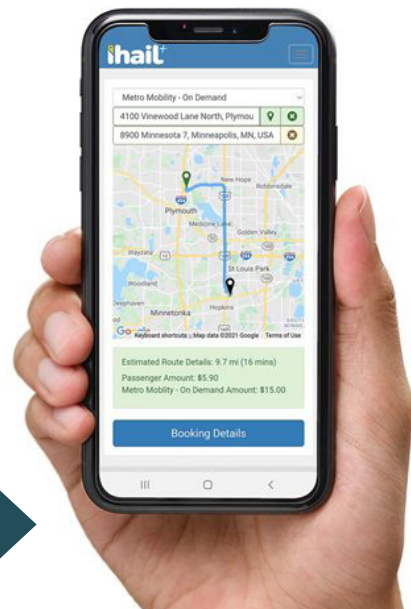 ihail+
Metro Mobility - On Demand
4100 Vinewood Lane North, Plymou
8900 Minnesota 7, Minneapolis, MN, USA
New Hope
Robbinsdale
Plymouth
Medicine Lake
Golden Valley
Wayzata
St Louis Park
Woodland
Deephaven
Hopkins
Minnetonka
Google
Keyboard shortcuts Map data ©2021 Google Terms of Use
Estimated Route Details: 9.7 mi (16 mins)
Passenger Amount: $5.90
Metro Moblity - On Demand Amount: $15.00
Booking Details